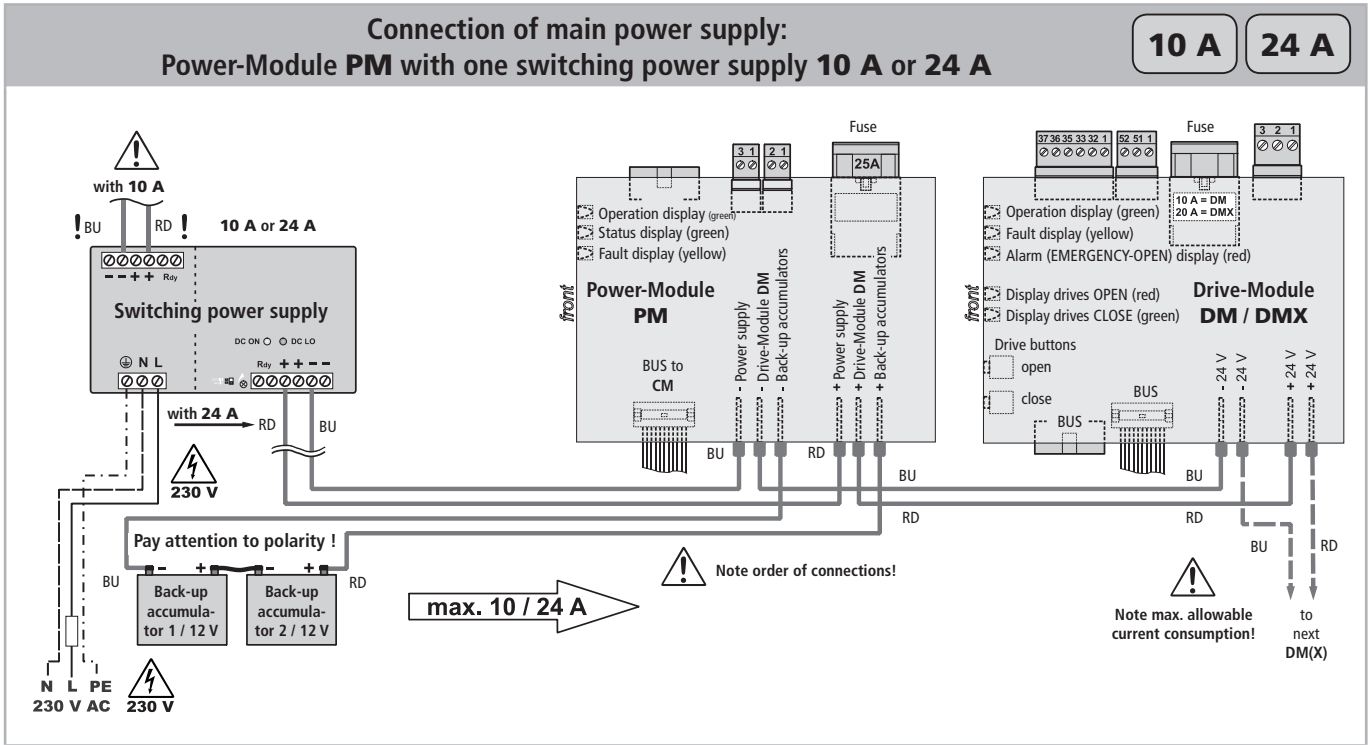 Connection of main power supply:
Power-Module PM with one switching power supply 10 A or 24 A
10 A
24 A
with 10 A
! BU
RD !
10 A or 24 A
– – + + Rdy
Switching power supply
DC ON
DC LO
N L
Rdy + + – –
with 24 A
RD
BU
230 V
Pay attention to polarity !
BU
– +
– +
RD
Back-up
accumula-
tor 1 / 12 V
Back-up
accumula-
tor 2 / 12 V
N L PE
230 V AC
230 V
max. 10 / 24 A
Note order of connections!
3 1
2 1
Fuse
25A
Operation display (green)
Status display (green)
Fault display (yellow)
front
Power-Module
PM
BUS to
CM
- Power supply
- Drive-Module DM
- Back-up accumulators
+ Power supply
+ Drive-Module DM
+ Back-up accumulators
BU
RD
BU
RD
37 36 35 33 32 1
52 51 1
Fuse
10 A = DM
20 A = DMX
3 2 1
Operation display (green)
Fault display (yellow)
Alarm (EMERGENCY-OPEN) display (red)
front
Display drives OPEN (red)
Display drives CLOSE (green)
Drive-Module
DM / DMX
Drive buttons
open
close
BUS
BUS
- 24 V
- 24 V
+ 24 V
+ 24 V
BU
RD
BU
RD
Note max. allowable
current consumption!
to
next
DM(X)